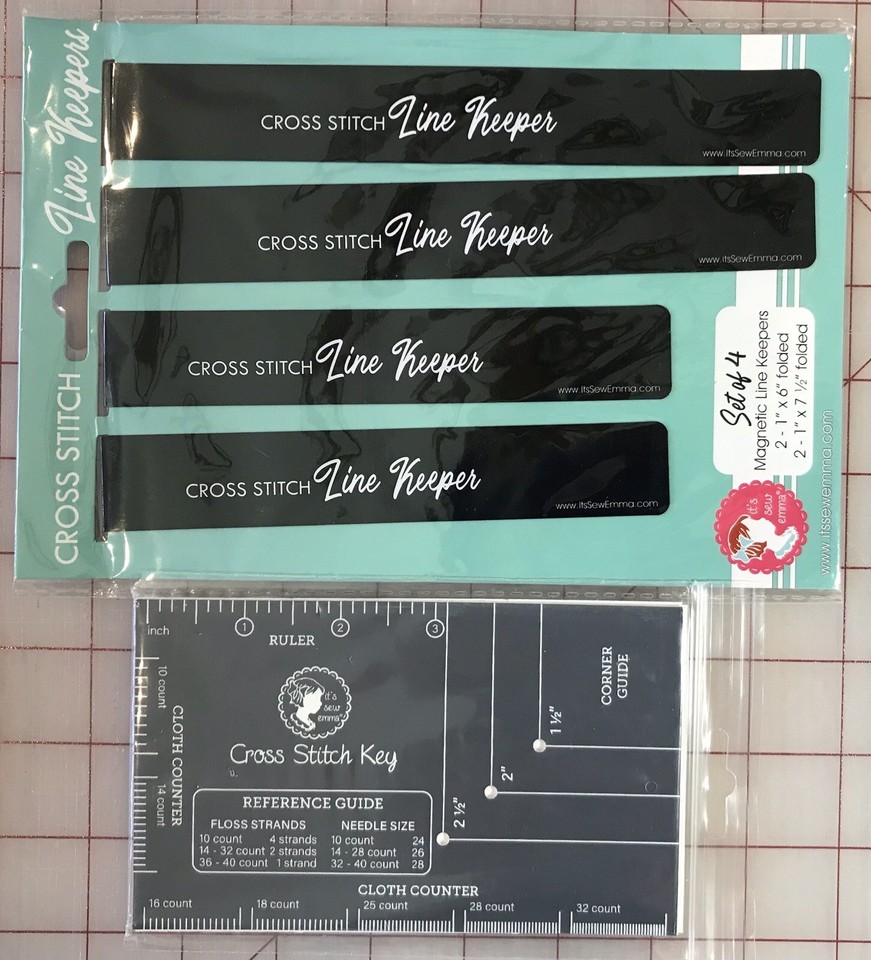 CROSS STITCH Line Keepers
CROSS STITCH Line Keeper
www.ItsSewEmma.com
CROSS STITCH Line Keeper
www.ItsSewEmma.com
CROSS STITCH Line Keeper
www.ItsSewEmma.com
CROSS STITCH Line Keeper
www.ItsSewEmma.com
Set of 4
Magnetic Line Keepers
2 - 1" x 6" folded
2 - 1" x 7 ½" folded
it's
sew
emma®
www.itssewemma.com
inch
1
2
3
RULER
it's
sew
emma®
Cross Stitch Key
CORNER
GUIDE
1 ½"
2"
2 ½"
10 count
CLOTH COUNTER
14 count
REFERENCE GUIDE
FLOSS STRANDS
10 count 4 strands
14 - 32 count 2 strands
36 - 40 count 1 strand
NEEDLE SIZE
10 count 24
14 - 28 count 26
32 - 40 count 28
CLOTH COUNTER
16 count
18 count
25 count
28 count
32 count